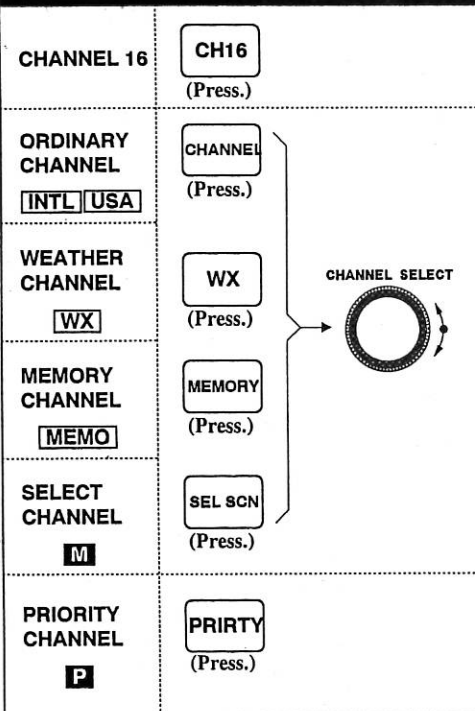 CHANNEL 16
CH16
(Press.)
ORDINARY
CHANNEL
INTL USA
CHANNEL
(Press.)
WEATHER
CHANNEL
WX
WX
(Press.)
CHANNEL SELECT
MEMORY
CHANNEL
MEMO
MEMORY
(Press.)
SELECT
CHANNEL
M
SEL SCN
(Press.)
PRIORITY
CHANNEL
P
PRIRTY
(Press.)